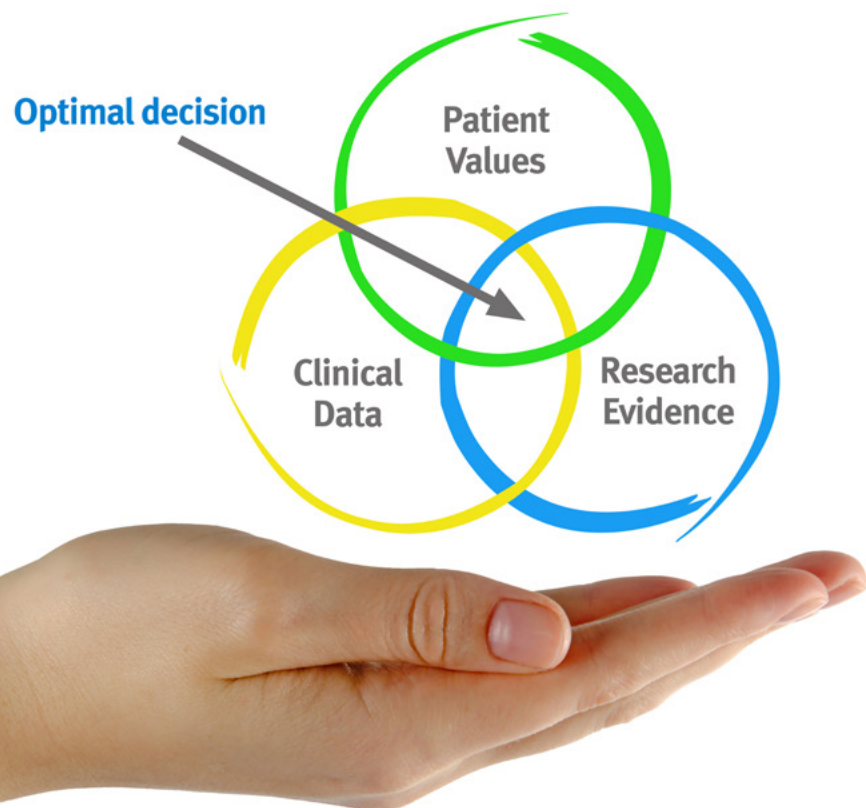 Optimal decision
Patient
Values
Clinical
Data
Research
Evidence